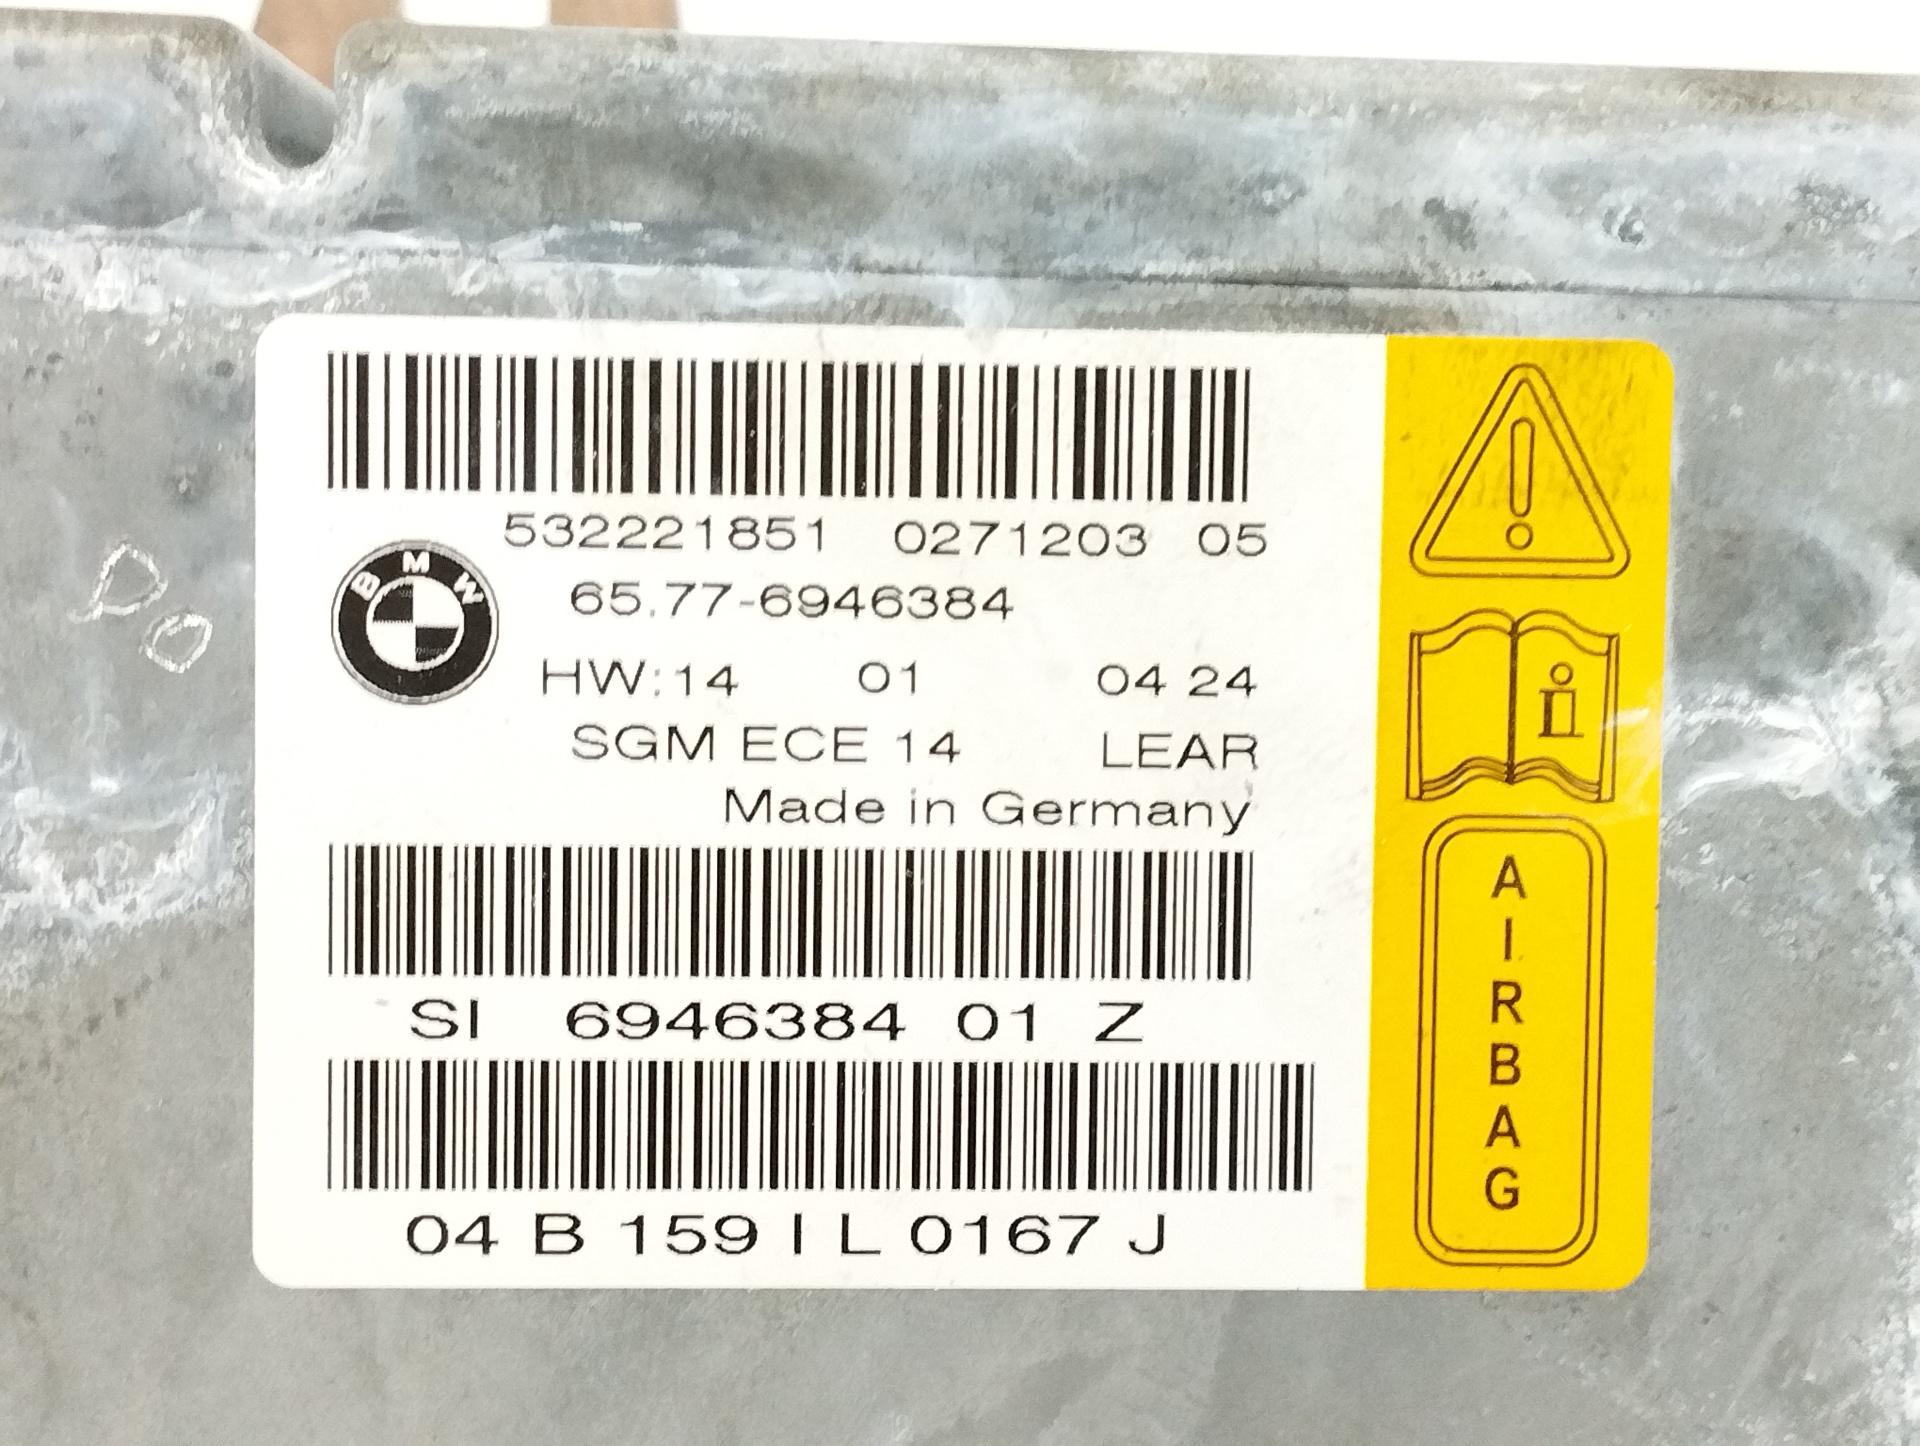 532221851 0271203 05
BMW
65.77-6946384
HW:14 01 04 24
SGM ECE 14 LEAR
Made in Germany
SI 6946384 01 Z
04 B 159 I L 0167 J
i
AIRBAG